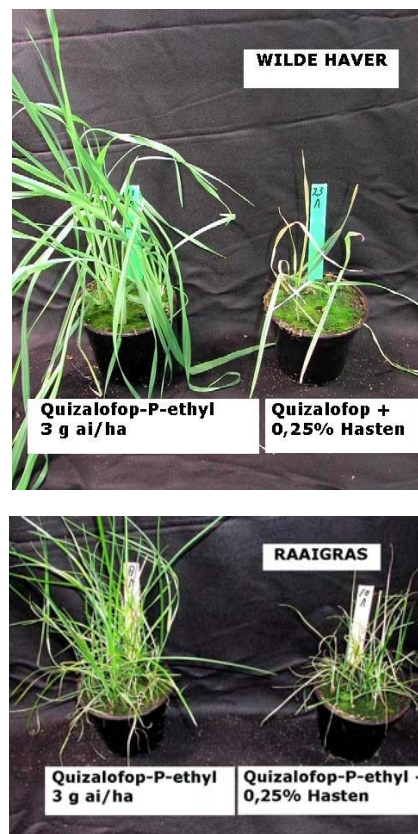 WILDE HAVER
23
Quizalofop-P-ethyl
3 g ai/ha
Quizalofop +
0,25% Hasten
RAAIGRAS
Quizalofop-P-ethyl
3 g ai/ha
Quizalofop-P-ethyl
0,25% Hasten